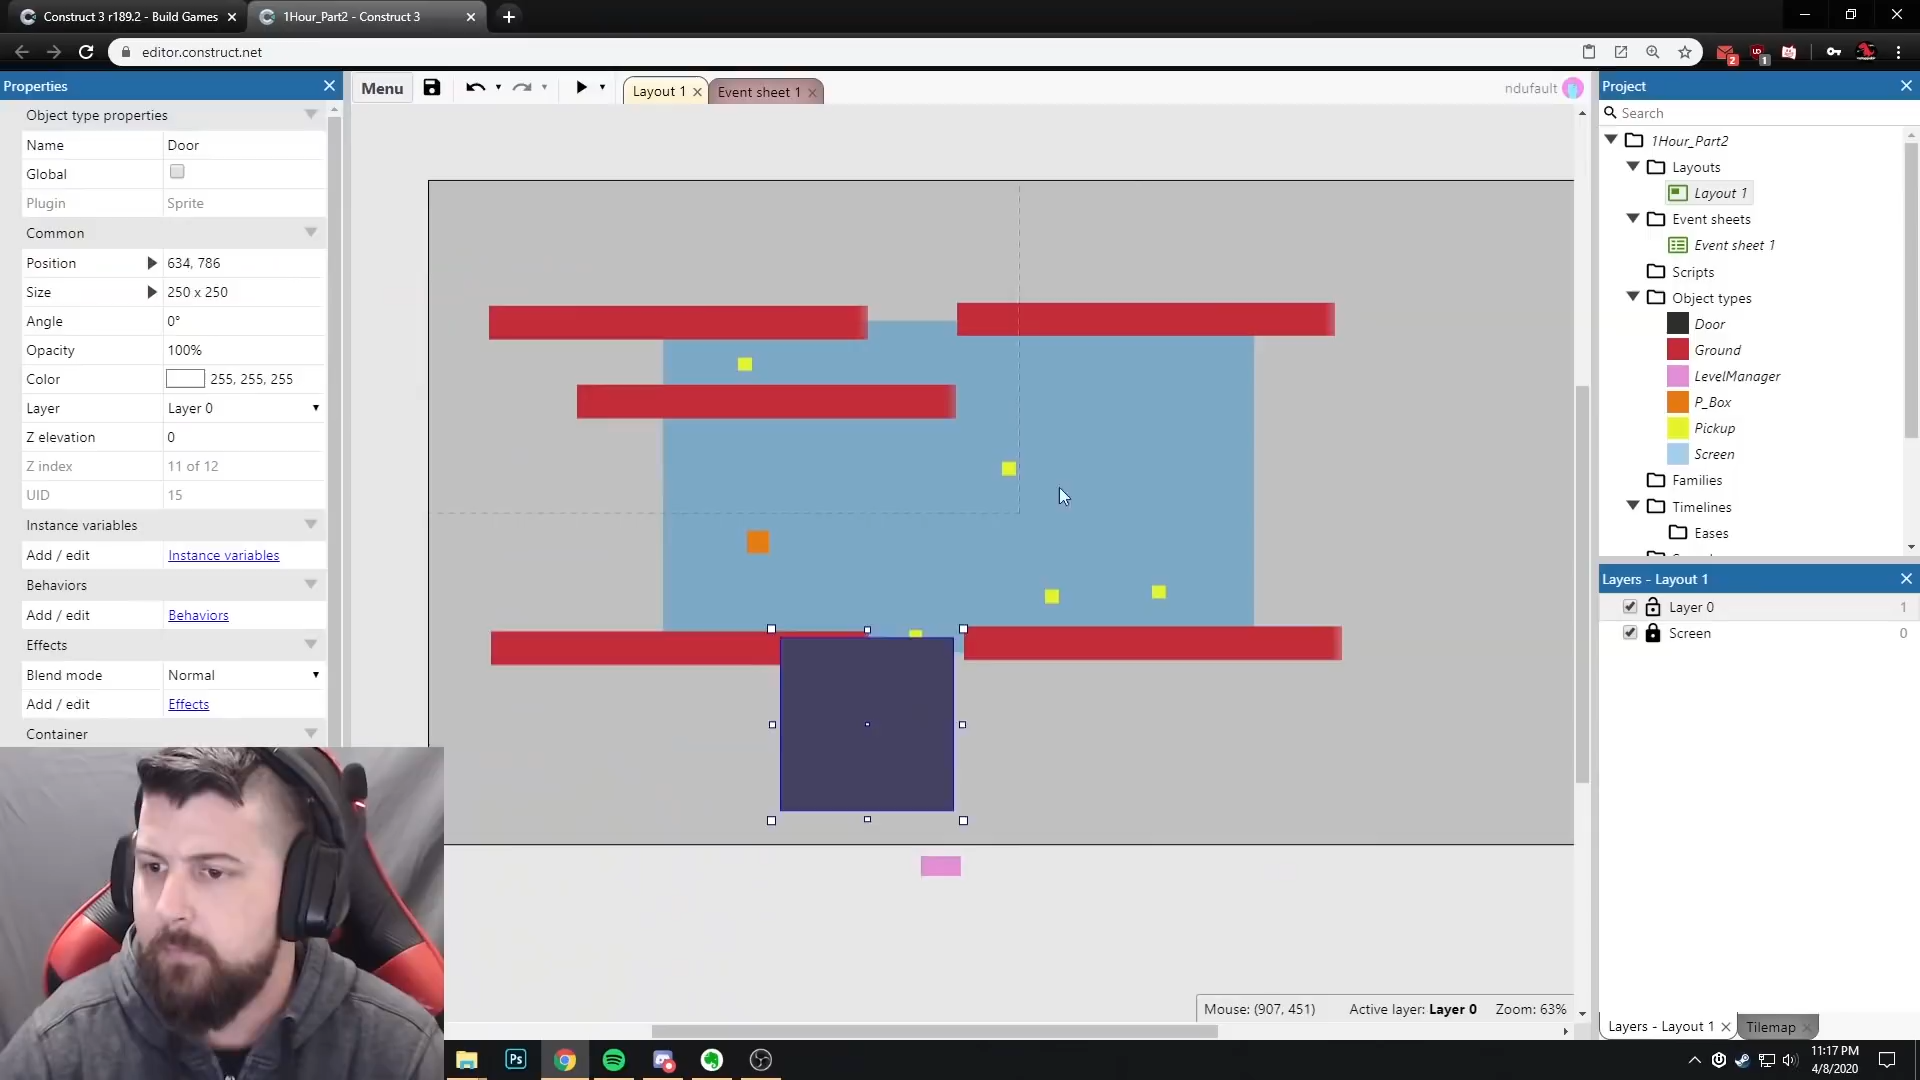 Construct 3 r189.2 - Build Games
1Hour_Part2 - Construct 3
editor.construct.net
2
1
Properties
Menu
Layout 1
Event sheet 1
ndufault
Project
Object type properties
Name Door
Global
Plugin Sprite
Common
Position 634, 786
Size 250 x 250
Angle 0°
Opacity 100%
Color 255, 255, 255
Layer Layer 0
Z elevation 0
Z index 11 of 12
UID 15
Instance variables
Add / edit Instance variables
Behaviors
Add / edit Behaviors
Effects
Blend mode Normal
Add / edit Effects
Container
Search
1Hour_Part2
Layouts
Layout 1
Event sheets
Event sheet 1
Scripts
Object types
Door
Ground
LevelManager
P_Box
Pickup
Screen
Families
Timelines
Eases
Layers - Layout 1
Layer 0 1
Screen 0
Mouse: (907, 451) Active layer: Layer 0 Zoom: 63%
Layers - Layout 1
Tilemap
Ps
11:17 PM
4/8/2020